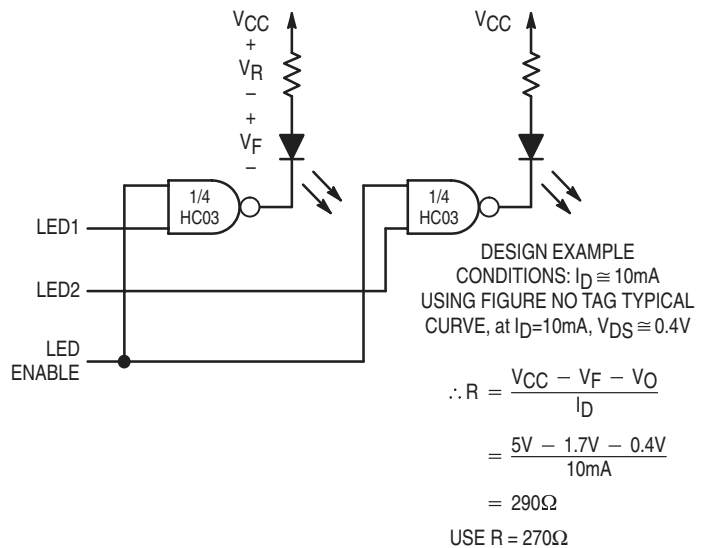 VCC
+
VR
–
+
VF
–
VCC
1/4
HC03
1/4
HC03
LED1
LED2
LED
ENABLE
DESIGN EXAMPLE
CONDITIONS: ID ≅ 10mA
USING FIGURE NO TAG TYPICAL
CURVE, at ID=10mA, VDS ≅ 0.4V
∴ R = (VCC – VF – VO) / ID
= (5V – 1.7V – 0.4V) / 10mA
= 290Ω
USE R = 270Ω